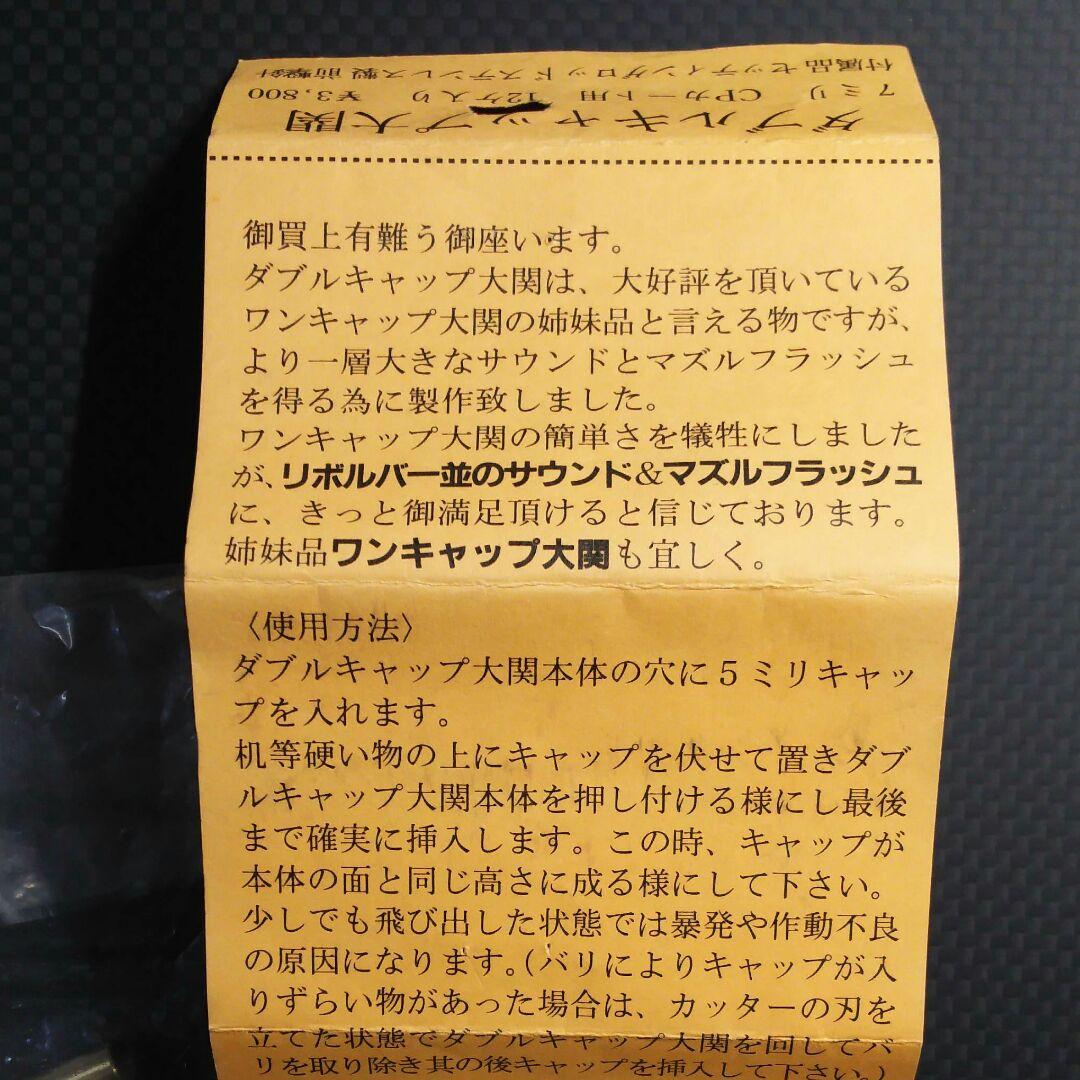 ダブルキャップ大関
7ミリ CPカート用 12ケ入り ¥3,800
付属品 セッティングロッド ステンレス製前撃針
御買上有難う御座います。
ダブルキャップ大関は、大好評を頂いている
ワンキャップ大関の姉妹品と言える物ですが、
より一層大きなサウンドとマズルフラッシュ
を得る為に製作致しました。
ワンキャップ大関の簡単さを犠牲にしました
が、リボルバー並のサウンド&マズルフラッシュ
に、きっと御満足頂けると信じております。
姉妹品ワンキャップ大関も宜しく。
〈使用方法〉
ダブルキャップ大関本体の穴に5ミリキャッ
プを入れます。
机等硬い物の上にキャップを伏せて置きダブ
ルキャップ大関本体を押し付ける様にし最後
まで確実に挿入します。この時、キャップが
本体の面と同じ高さに成る様にして下さい。
少しでも飛び出した状態では暴発や作動不良
の原因になります。(バリによりキャップが入
りずらい物があった場合は、カッターの刃を
立てた状態でダブルキャップ大関を回してバ
リを取り除き其の後キャップを挿入して下さい。)